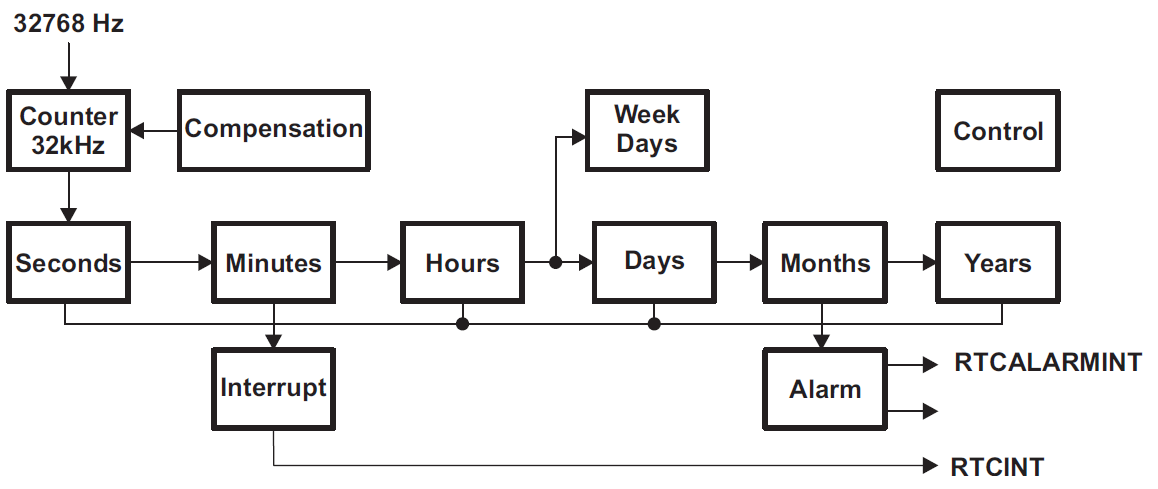 32768 Hz
Counter
32kHz
Compensation
Week
Days
Control
Seconds
Minutes
Hours
Days
Months
Years
Interrupt
Alarm
RTCALARMINT
RTCINT